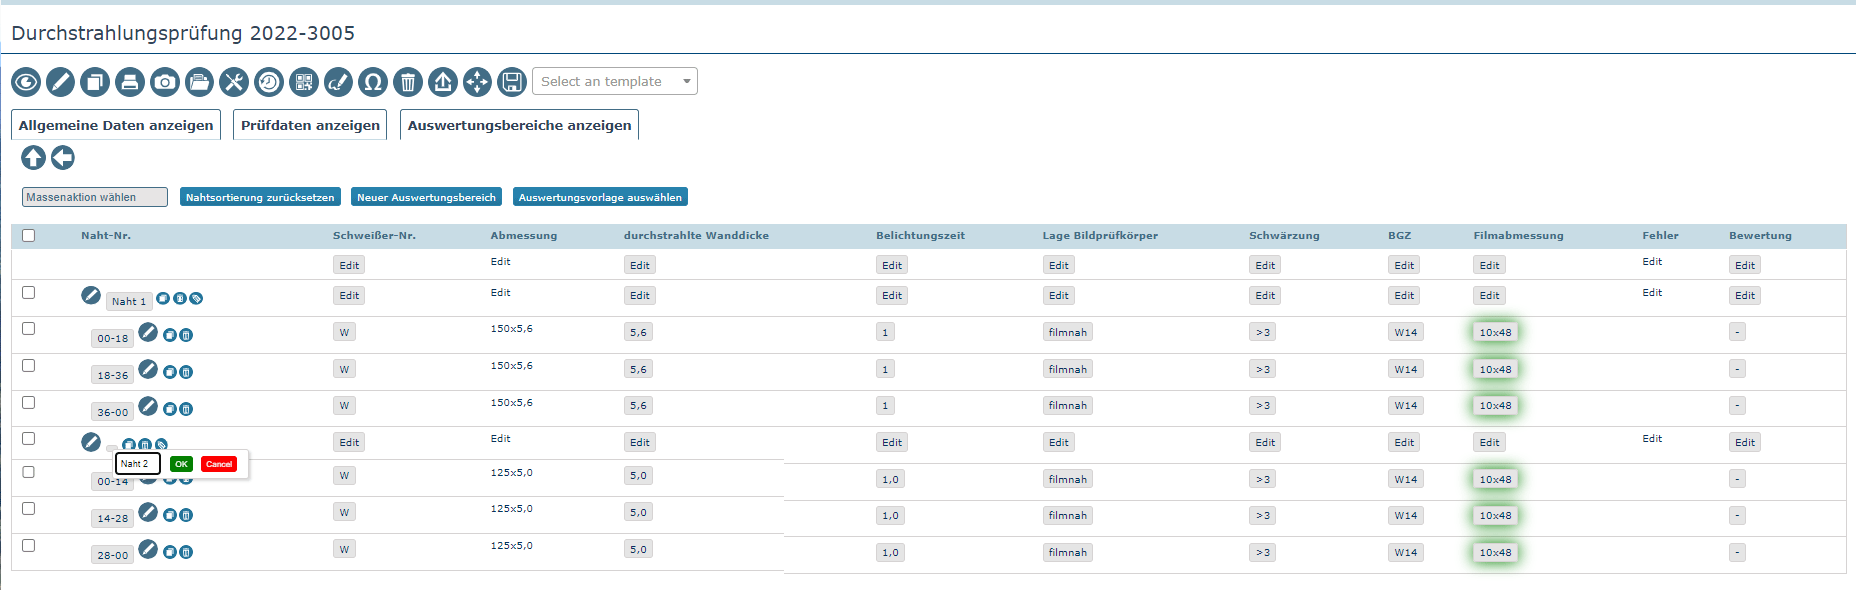 Durchstrahlungsprüfung 2022-3005
Select an template
Allgemeine Daten anzeigen Prüfdaten anzeigen Auswertungsbereiche anzeigen
Massenaktion wählen Nahtsortierung zurücksetzen Neuer Auswertungsbereich Auswertungsvorlage auswählen
Naht-Nr. Schweißer-Nr. Abmessung durchstrahlte Wanddicke Belichtungszeit Lage Bildprüfkörper Schwärzung BGZ Filmabmessung Fehler Bewertung
Edit Edit Edit Edit Edit Edit Edit Edit Edit Edit
Naht 1 Edit Edit Edit Edit Edit Edit Edit Edit Edit Edit
00-18 W 150x5,6 5,6 1 filmnah >3 W14 10x48 -
18-36 W 150x5,6 5,6 1 filmnah >3 W14 10x48 -
36-00 W 150x5,6 5,6 1 filmnah >3 W14 10x48 -
Edit Edit Edit Edit Edit Edit Edit Edit Edit Edit
Naht 2 OK Cancel
00-14 W 125x5,0 5,0 1,0 filmnah >3 W14 10x48 -
14-28 W 125x5,0 5,0 1,0 filmnah >3 W14 10x48 -
28-00 W 125x5,0 5,0 1,0 filmnah >3 W14 10x48 -